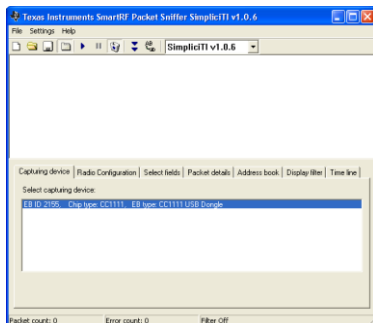 Texas Instruments SmartRF Packet Sniffer SimpliciTI v1.0.6
File Settings Help
SimpliciTI v1.0.6
Capturing device Radio Configuration Select fields Packet details Address book Display filter Time line
Select capturing device:
EB ID 2155, Chip type: CC1111, EB type: CC1111 USB Dongle
Packet count: 0 Error count: 0 Filter Off